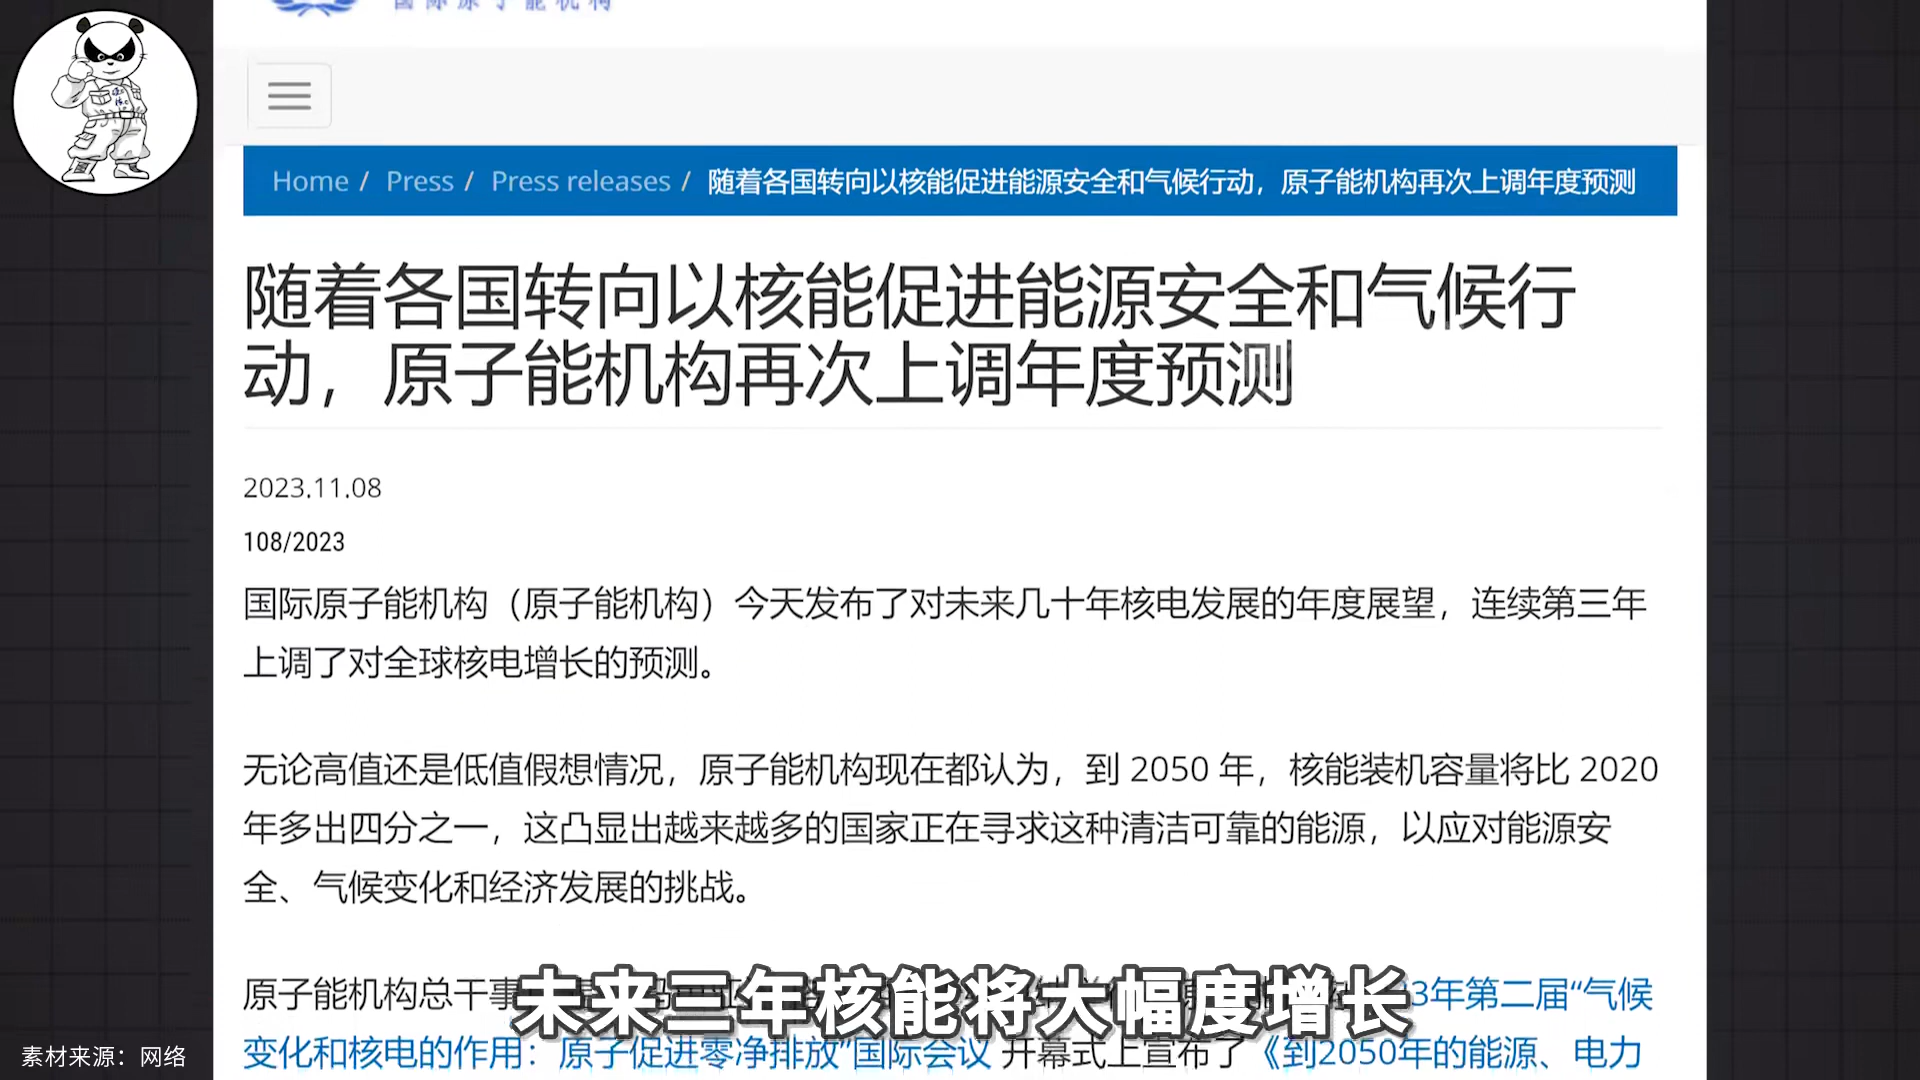 国际原子能机构
Home / Press / Press releases / 随着各国转向以核能促进能源安全和气候行动，原子能机构再次上调年度预测
随着各国转向以核能促进能源安全和气候行
动，原子能机构再次上调年度预测
2023.11.08
108/2023
国际原子能机构（原子能机构）今天发布了对未来几十年核电发展的年度展望，连续第三年
上调了对全球核电增长的预测。
无论高值还是低值假想情况，原子能机构现在都认为，到 2050 年，核能装机容量将比 2020
年多出四分之一，这凸显出越来越多的国家正在寻求这种清洁可靠的能源，以应对能源安
全、气候变化和经济发展的挑战。
原子能机构总干事
3年第二届“气候
未来三年核能将大幅度增长
变化和核电的作用：原子促进零净排放”国际会议 开幕式上宣布了《到2050年的能源、电力
素材来源：网络